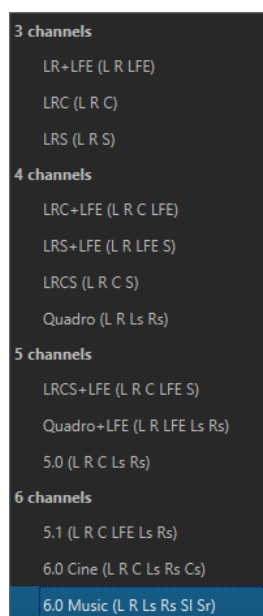 3 channels
LR+LFE (L R LFE)
LRC (L R C)
LRS (L R S)
4 channels
LRC+LFE (L R C LFE)
LRS+LFE (L R LFE S)
LRCS (L R C S)
Quadro (L R Ls Rs)
5 channels
LRCS+LFE (L R C LFE S)
Quadro+LFE (L R LFE Ls Rs)
5.0 (L R C Ls Rs)
6 channels
5.1 (L R C LFE Ls Rs)
6.0 Cine (L R C Ls Rs Cs)
6.0 Music (L R Ls Rs Sl Sr)